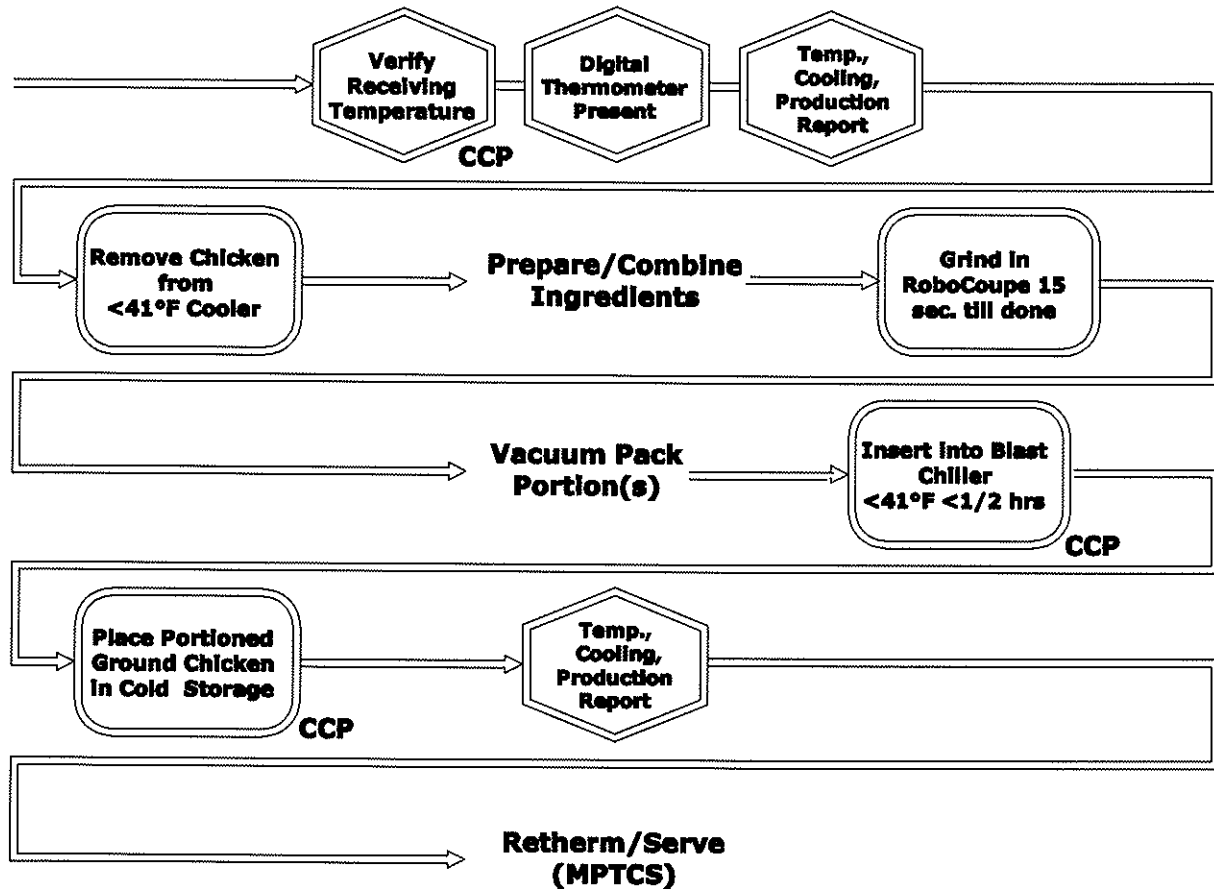 Verify
Receiving
Temperature
CCP
Digital
Thermometer
Present
Temp.,
Cooling,
Production
Report
Remove Chicken
from
<41°F Cooler
Prepare/Combine
Ingredients
Grind in
RoboCoupe 15
sec. till done
Vacuum Pack
Portion(s)
Insert into Blast
Chiller
<41°F <1/2 hrs
CCP
Place Portioned
Ground Chicken
in Cold Storage
CCP
Temp.,
Cooling,
Production
Report
Retherm/Serve
(MPTCS)